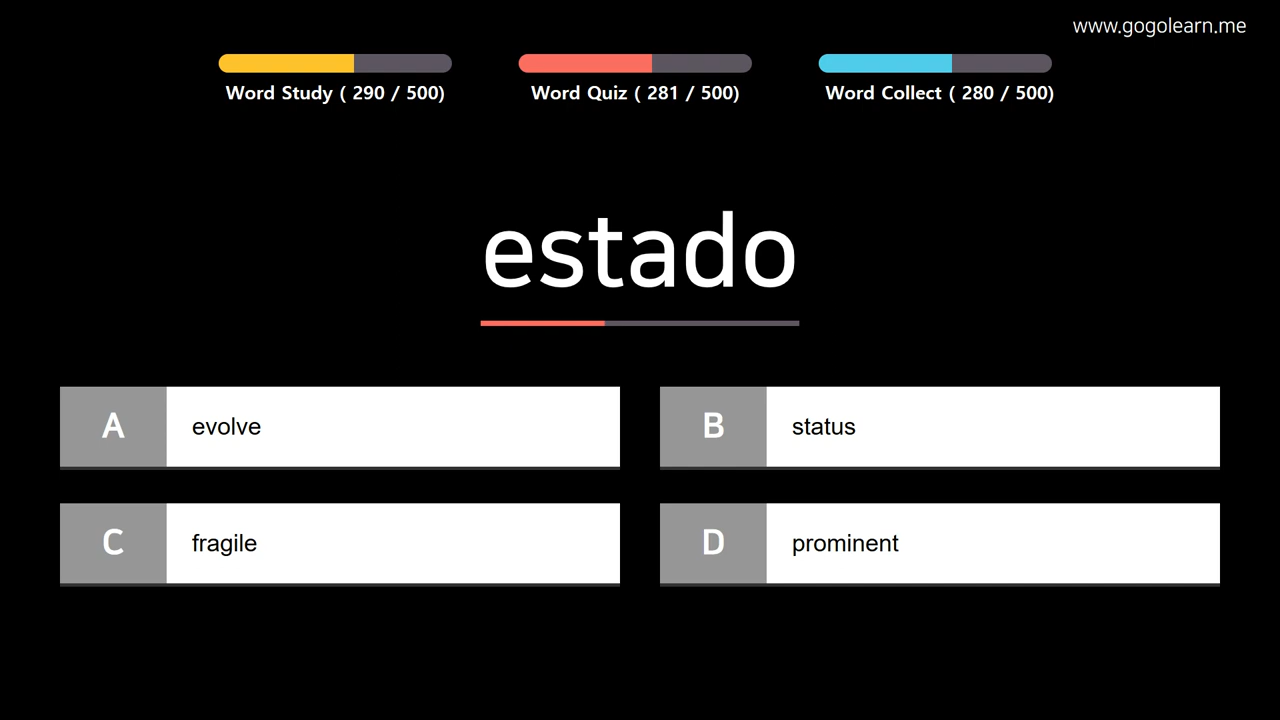 www.gogolearn.me
Word Study ( 290 / 500)
Word Quiz ( 281 / 500)
Word Collect ( 280 / 500)
estado
A
evolve
B
status
C
fragile
D
prominent